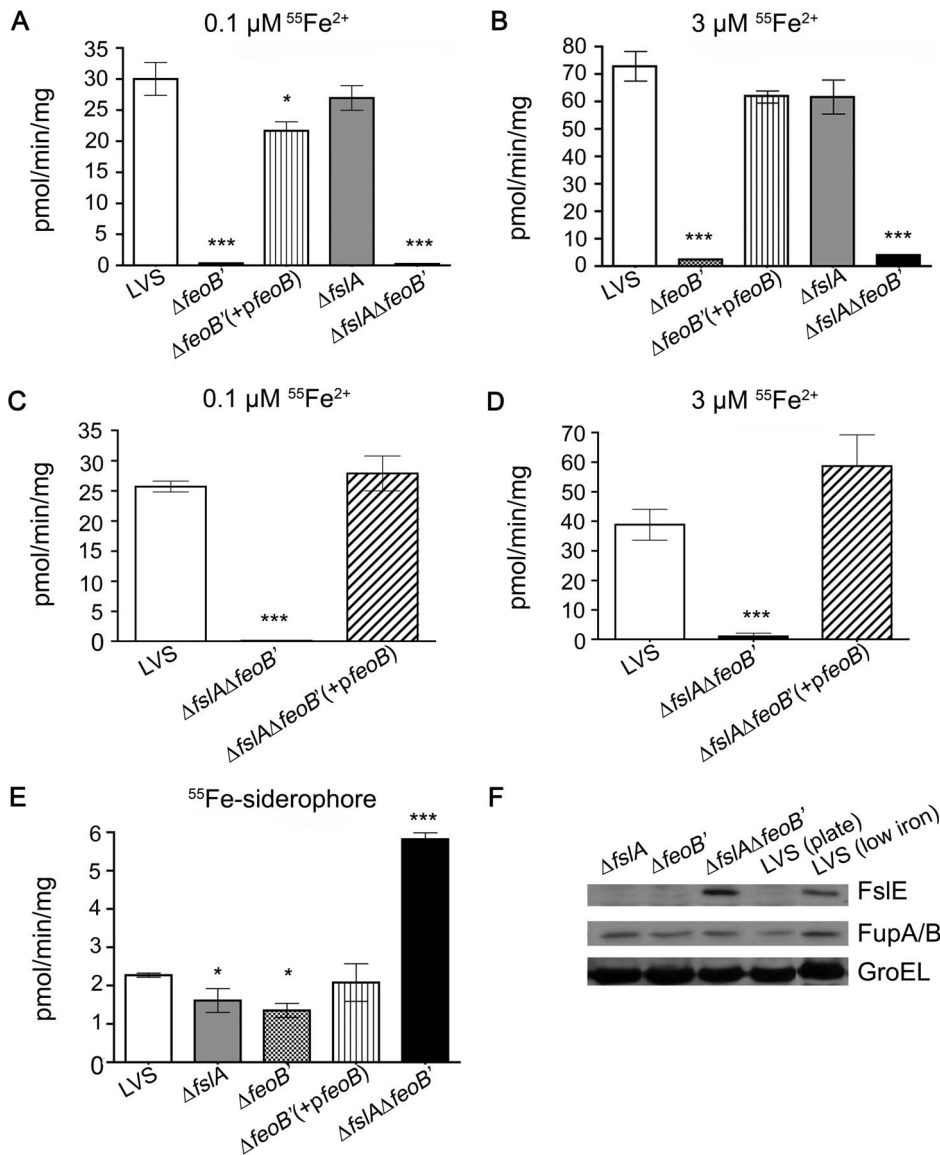 A
0.1 µM ⁵⁵Fe²⁺
pmol/min/mg
35
30
25
20
15
10
5
0
*
***
***
LVS
ΔfeoB'
ΔfeoB'(+pfeoB)
ΔfslA
ΔfslAΔfeoB'
B
3 µM ⁵⁵Fe²⁺
pmol/min/mg
80
70
60
50
40
30
20
10
0
***
***
LVS
ΔfeoB'
ΔfeoB'(+pfeoB)
ΔfslA
ΔfslAΔfeoB'
C
0.1 µM ⁵⁵Fe²⁺
pmol/min/mg
35
30
25
20
15
10
5
0
***
LVS
ΔfslAΔfeoB'
ΔfslAΔfeoB'(+pfeoB)
D
3 µM ⁵⁵Fe²⁺
pmol/min/mg
70
60
50
40
30
20
10
0
***
LVS
ΔfslAΔfeoB'
ΔfslAΔfeoB'(+pfeoB)
E
⁵⁵Fe-siderophore
pmol/min/mg
6
5
3
2
1
0
*
*
***
LVS
ΔfslA
ΔfeoB'
ΔfeoB'(+pfeoB)
ΔfslAΔfeoB'
F
ΔfslA
ΔfeoB'
ΔfslAΔfeoB'
LVS (plate)
LVS (low iron)
FslE
FupA/B
GroEL